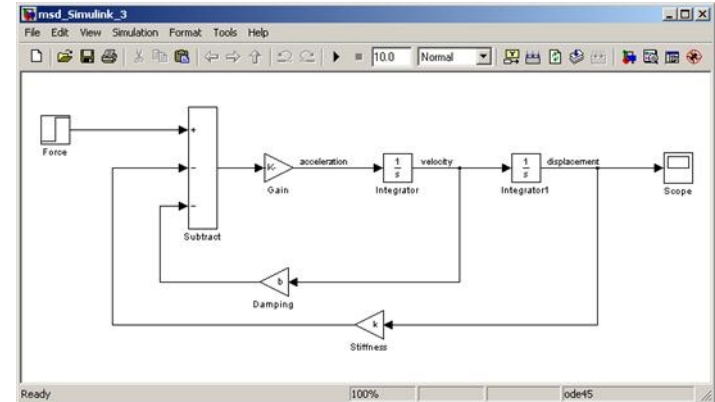 msd_Simulink_3
File Edit View Simulation Format Tools Help
10.0 Normal
Force
+
−
−
Subtract
-K-
Gain
acceleration
1
s
Integrator
velocity
1
s
Integrator1
displacement
Scope
b
Damping
k
Stiffness
Ready 100% ode45